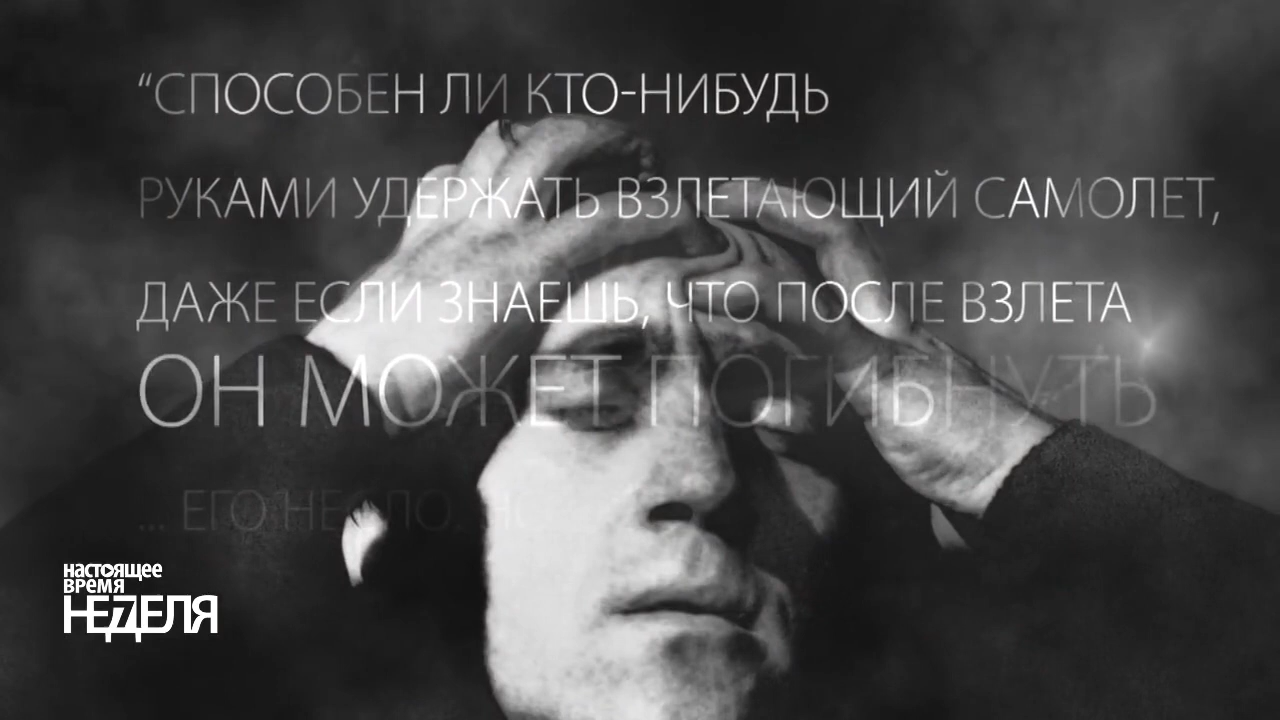 “СПОСОБЕН ЛИ КТО-НИБУДЬ
РУКАМИ УДЕРЖАТЬ ВЗЛЕТАЮЩИЙ САМОЛЕТ,
ДАЖЕ ЕСЛИ ЗНАЕШЬ, ЧТО ПОСЛЕ ВЗЛЕТА
ОН МОЖЕТ ПОГИБНУТЬ
... ЕГО
настоящее
время
НЕДЕЛЯ